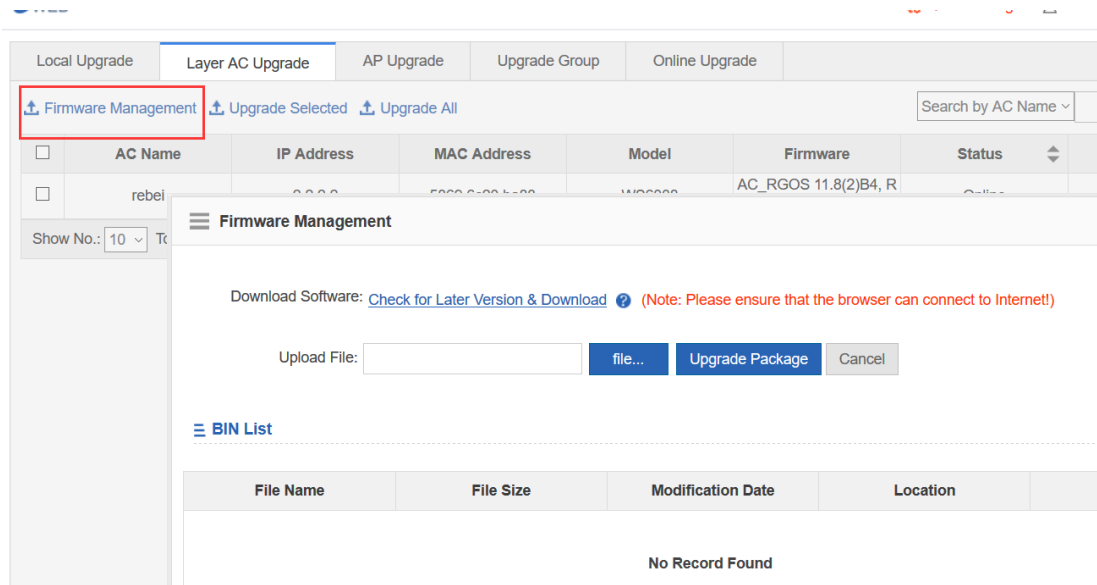 Local Upgrade Layer AC Upgrade AP Upgrade Upgrade Group Online Upgrade
Firmware Management Upgrade Selected Upgrade All Search by AC Name
AC Name IP Address MAC Address Model Firmware Status
rebei AC_RGOS 11.8(2)B4, R Online
Show No.: 10
Firmware Management
Download Software: Check for Later Version & Download (Note: Please ensure that the browser can connect to Internet!)
Upload File: file... Upgrade Package Cancel
BIN List
File Name File Size Modification Date Location
No Record Found